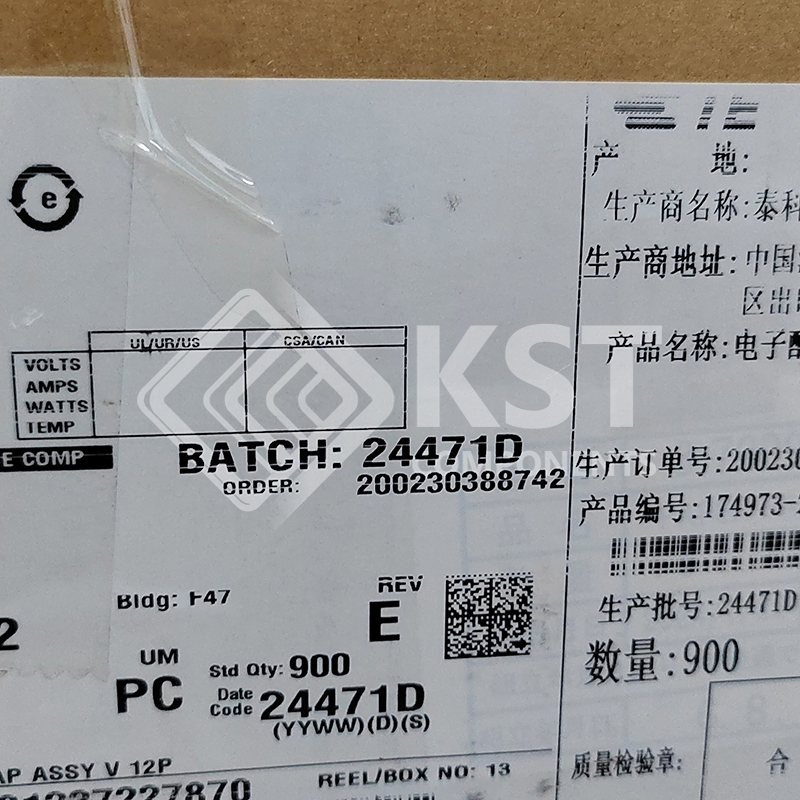 e
UL/UR/US CSA/CAN
VOLTS
AMPS
WATTS
TEMP
E COMP
BATCH: 24471D
ORDER: 200230388742
Bldg: F47
REV
E
2
UM
PC
Std Qty: 900
Date Code 24471D
(YYWW)(D)(S)
AP ASSY V 12P
REEL/BOX NO: 13
产 地:
生产商名称:泰科
生产商地址:中国
区出
产品名称:电子
生产订单号:200230
产品编号:174973-
生产批号:24471D
数量:900
质量检验章: 合
KST
COMPONENTS